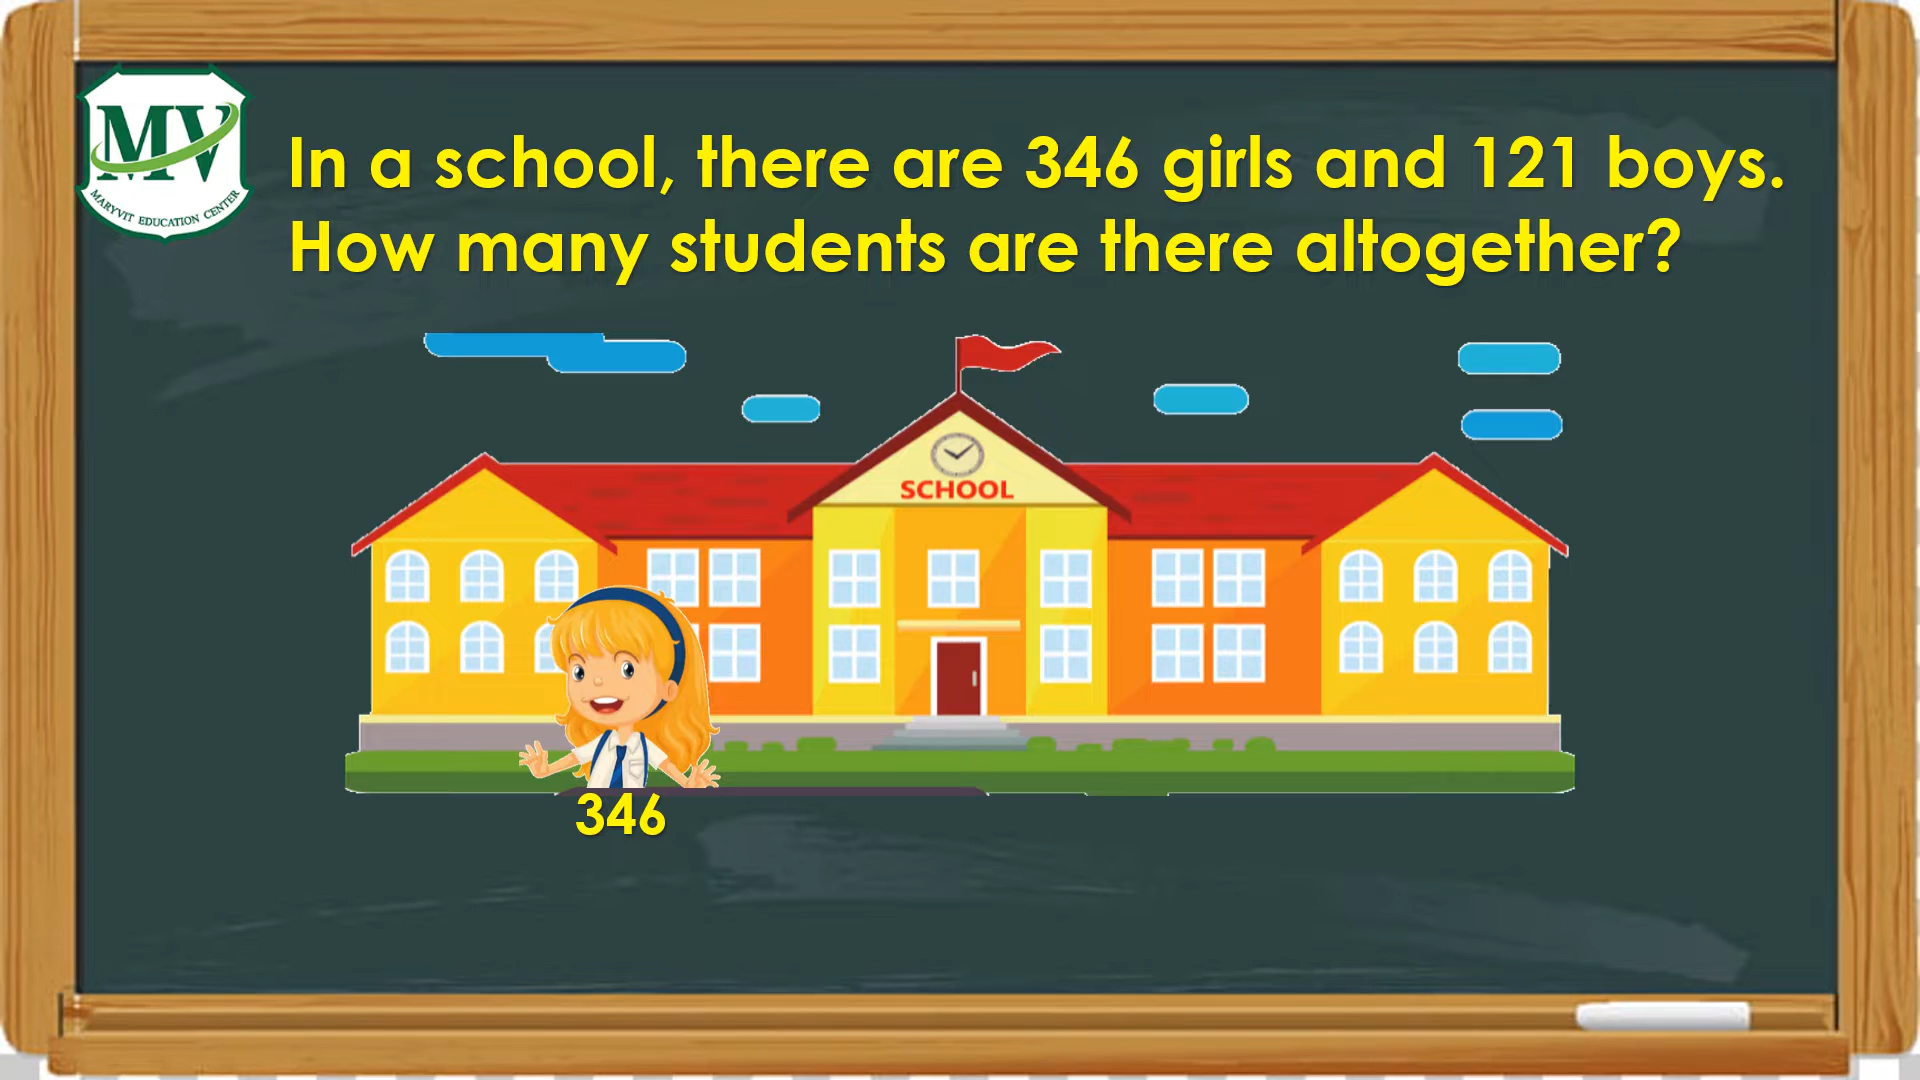 MV
MARYVIT EDUCATION CENTER
In a school, there are 346 girls and 121 boys.
How many students are there altogether?
SCHOOL
346